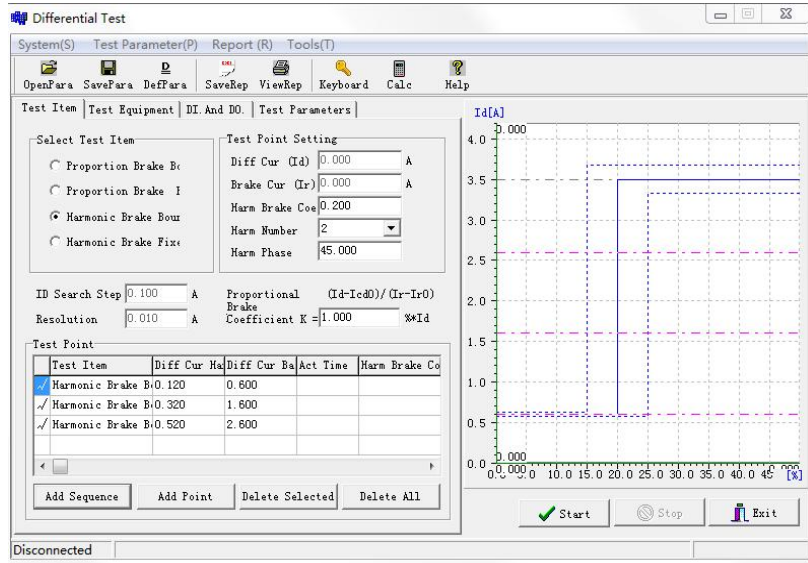 Differential Test
System(S) Test Parameter(P) Report (R) Tools(T)
OpenPara SavePara DefPara SaveRep ViewRep Keyboard Calc Help
Test Item Test Equipment DI.And DO. Test Parameters
Select Test Item
Proportion Brake Bo
Proportion Brake
Harmonic Brake Boun
Harmonic Brake Fixe
Test Point Setting
Diff Cur (Id) 0.000 A
Brake Cur (Ir) 0.000 A
Harm Brake Coe 0.200
Harm Number 2
Harm Phase 45.000
ID Search Step 0.100 A
Resolution 0.010 A
Proportional (Id-Icd0)/(Ir-Ir0)
Brake
Coefficient K = 1.000 %*Id
Test Point
Test Item Diff Cur Ha Diff Cur Ba Act Time Harm Brake Co
Harmonic Brake B 0.120 0.600
Harmonic Brake B 0.320 1.600
Harmonic Brake B 0.520 2.600
Add Sequence Add Point Delete Selected Delete All
Id[A]
0.000
4.0
3.5
3.0
2.5
2.0
1.5
1.0
0.5
0.000
0.0
0.000
0.0 5.0 10.0 15.0 20.0 25.0 30.0 35.0 40.0 45 [%]
Start Stop Exit
Disconnected